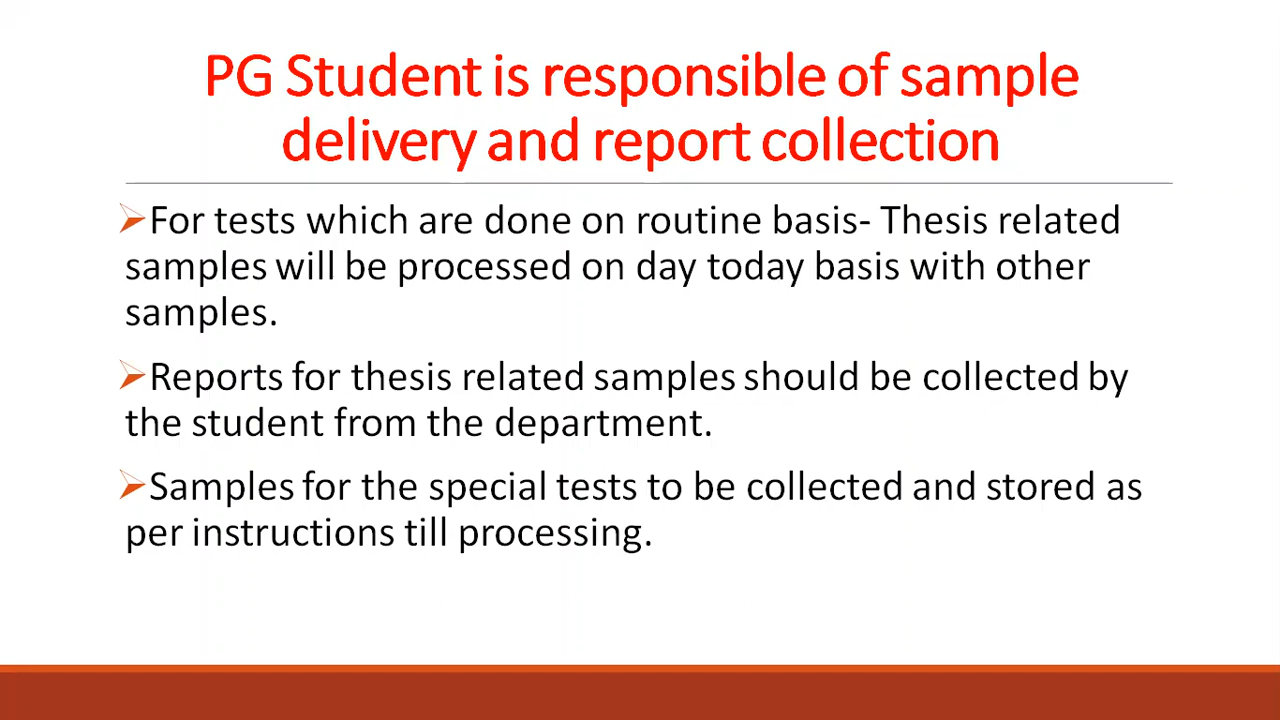 PG Student is responsible of sample
delivery and report collection
For tests which are done on routine basis- Thesis related
samples will be processed on day today basis with other
samples.
Reports for thesis related samples should be collected by
the student from the department.
Samples for the special tests to be collected and stored as
per instructions till processing.